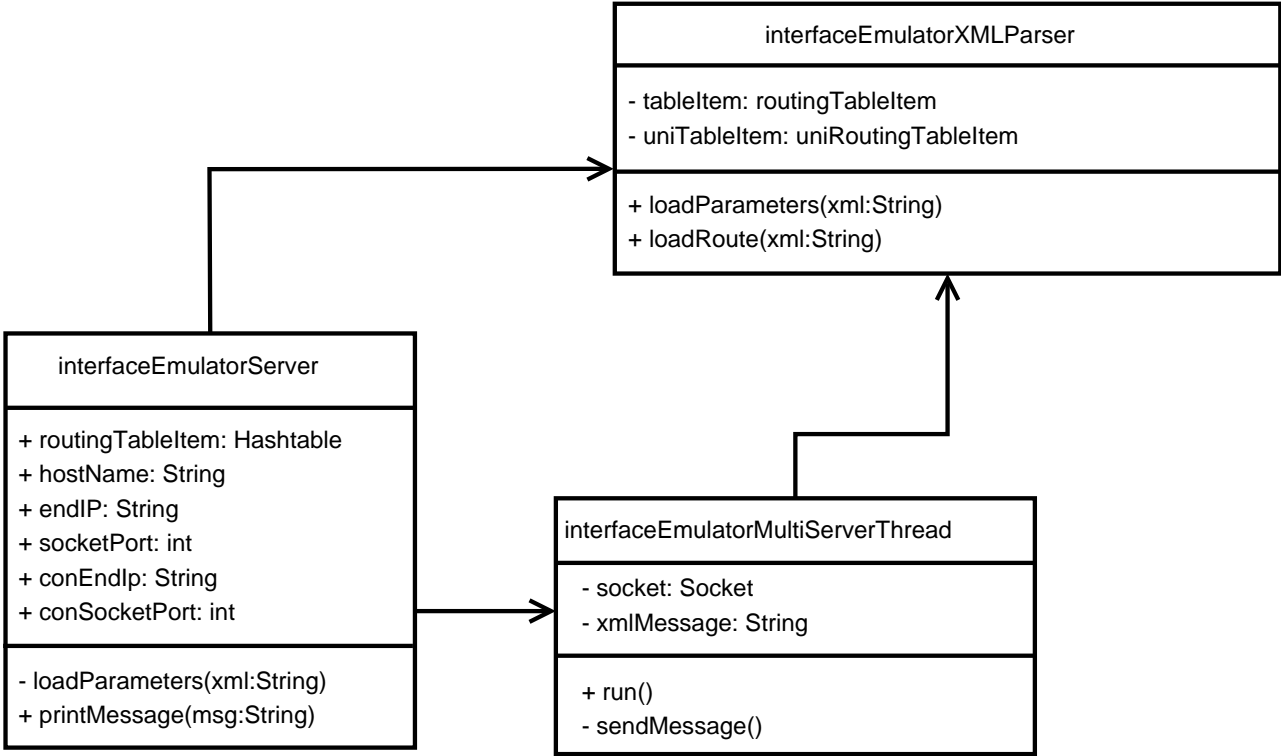 interfaceEmulatorXMLParser
- tableItem: routingTableItem
- uniTableItem: uniRoutingTableItem
+ loadParameters(xml:String)
+ loadRoute(xml:String)
interfaceEmulatorServer
+ routingTableItem: Hashtable
+ hostName: String
+ endIP: String
+ socketPort: int
+ conEndIp: String
+ conSocketPort: int
- loadParameters(xml:String)
+ printMessage(msg:String)
interfaceEmulatorMultiServerThread
- socket: Socket
- xmlMessage: String
+ run()
- sendMessage()